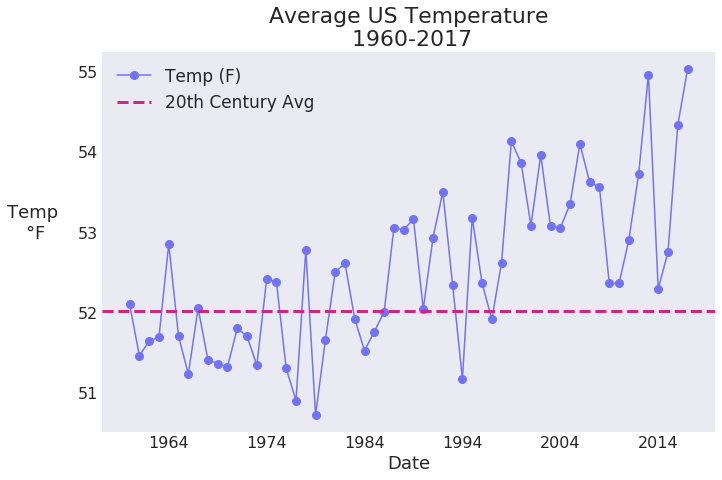 Average US Temperature
1960-2017
Temp (F)
20th Century Avg
Temp
°F
55
54
53
52
51
1964 1974 1984 1994 2004 2014
Date